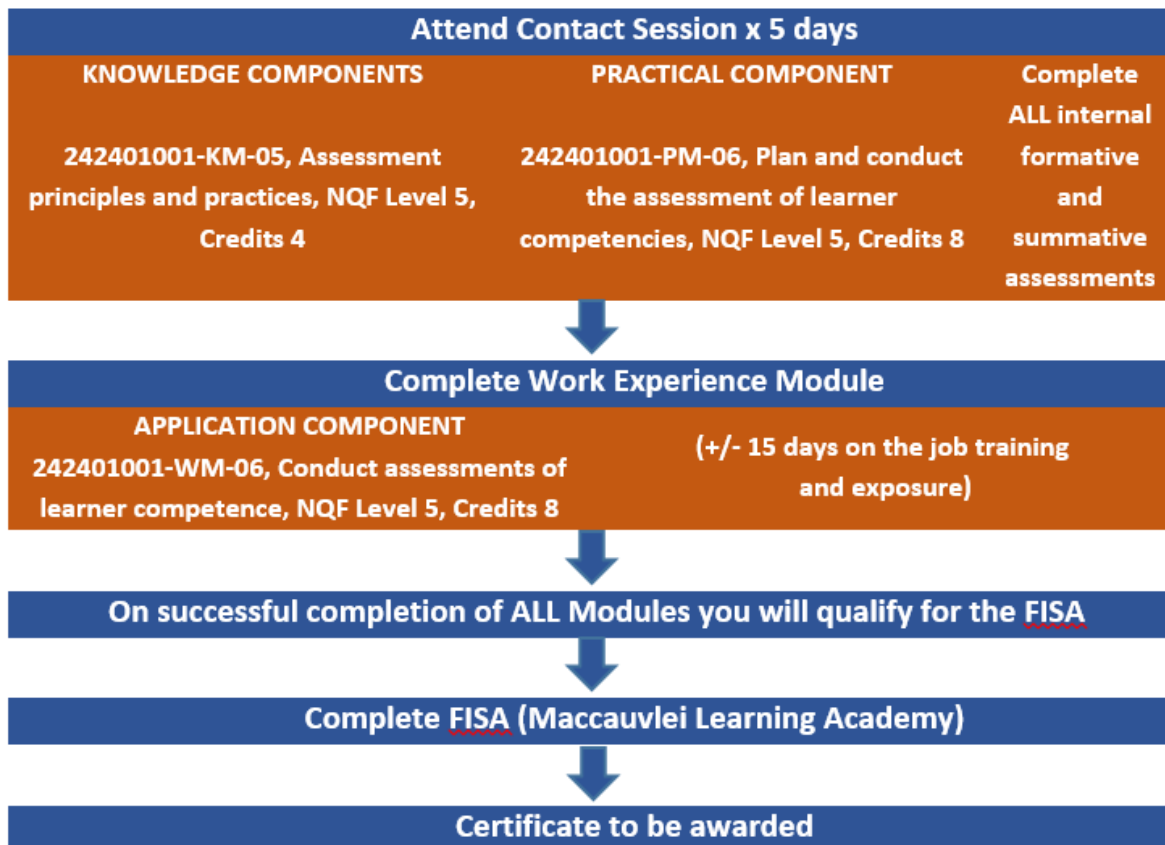 Attend Contact Session x 5 days
KNOWLEDGE COMPONENTS
242401001-KM-05, Assessment
principles and practices, NQF Level 5,
Credits 4
PRACTICAL COMPONENT
242401001-PM-06, Plan and conduct
the assessment of learner
competencies, NQF Level 5, Credits 8
Complete
ALL internal
formative
and
summative
assessments
Complete Work Experience Module
APPLICATION COMPONENT
242401001-WM-06, Conduct assessments of
learner competence, NQF Level 5, Credits 8
(+/- 15 days on the job training
and exposure)
On successful completion of ALL Modules you will qualify for the FISA
Complete FISA (Maccauvlei Learning Academy)
Certificate to be awarded